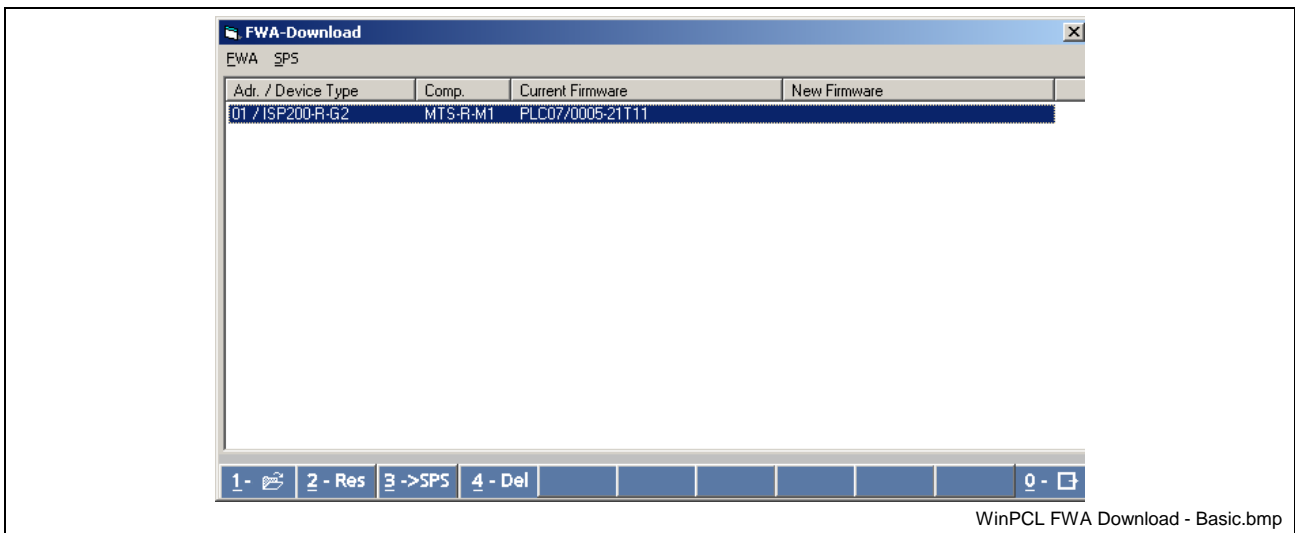 FWA-Download
FWA SPS
Adr. / Device Type Comp. Current Firmware New Firmware
01 / ISP200-R-G2 MTS-R-M1 PLC07/0005-21T11
1- 2 - Res 3 ->SPS 4 - Del 0 -
WinPCL FWA Download - Basic.bmp